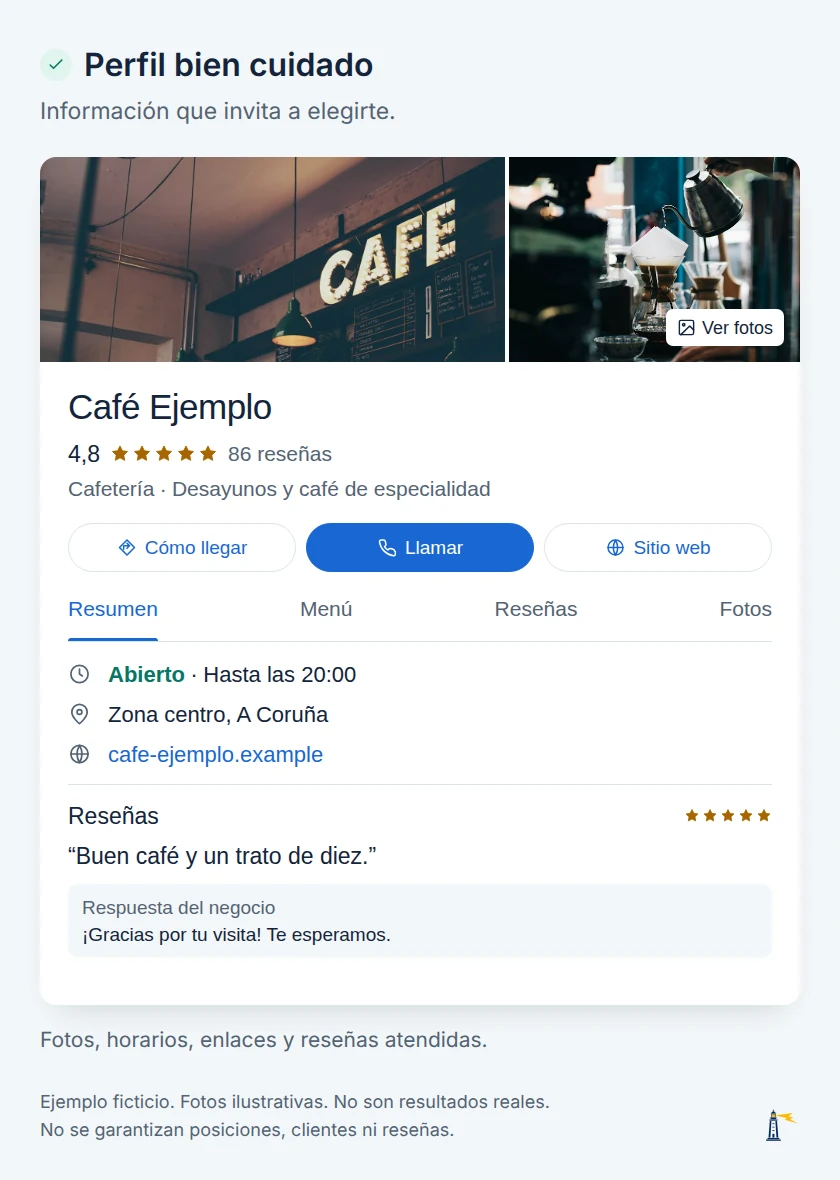 Perfil bien cuidado
Información que invita a elegirte.
CAFE
Ver fotos
Café Ejemplo
4,8 86 reseñas
Cafetería · Desayunos y café de especialidad
Cómo llegar
Llamar
Sitio web
Resumen
Menú
Reseñas
Fotos
Abierto · Hasta las 20:00
Zona centro, A Coruña
cafe-ejemplo.example
Reseñas
“Buen café y un trato de diez.”
Respuesta del negocio
¡Gracias por tu visita! Te esperamos.
Fotos, horarios, enlaces y reseñas atendidas.
Ejemplo ficticio. Fotos ilustrativas. No son resultados reales.
No se garantizan posiciones, clientes ni reseñas.